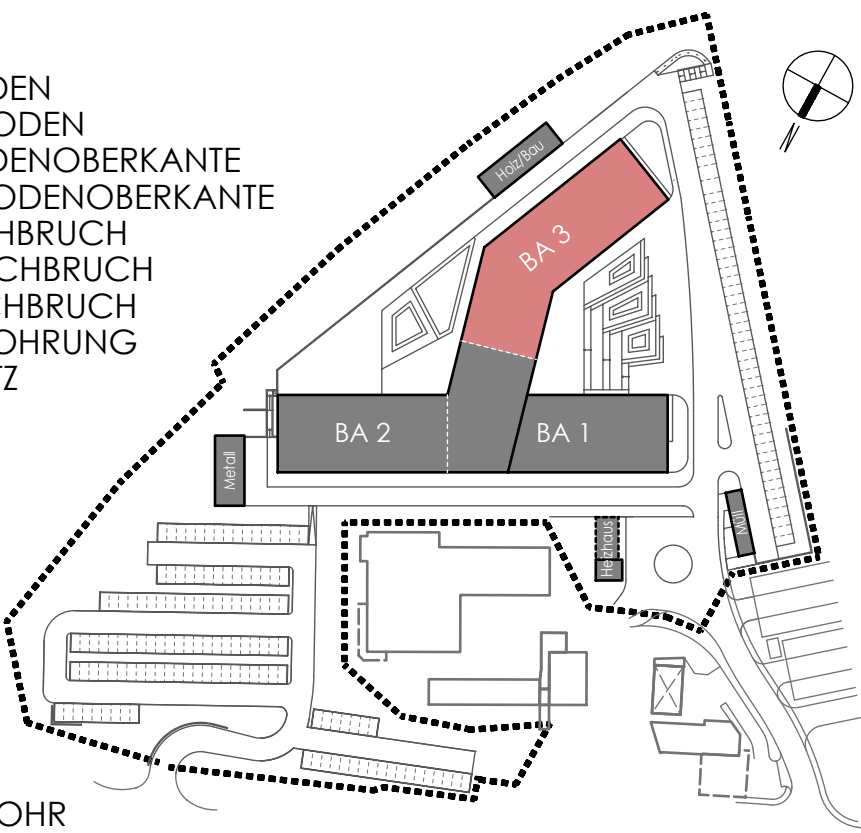 DEN
ODEN
DENOBERKANTE
ODENOBERKANTE
HBRUCH
CHBRUCH
CHBRUCH
OHRUNG
TZ
N
Holz/Bau
BA 3
BA 2
BA 1
Metall
Heizhaus
Müll
OHR